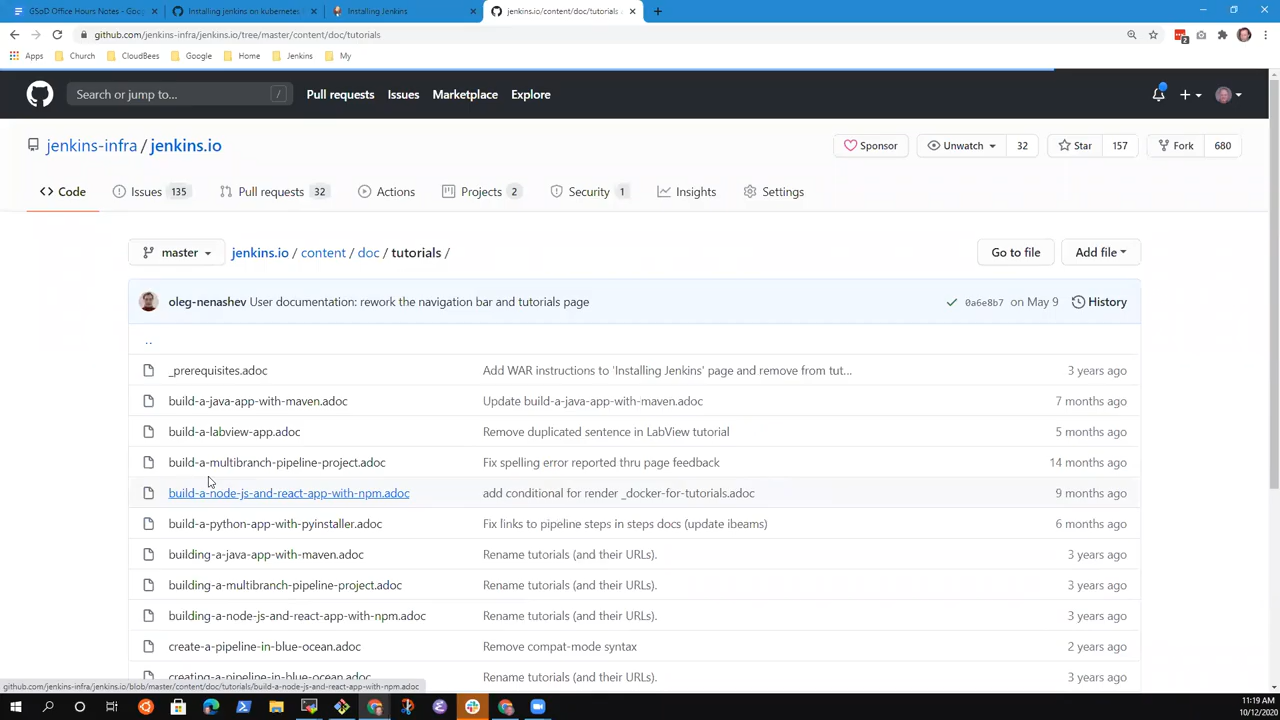 GSoD Office Hours Notes - Goog
Installing jenkins on kubernetes
Installing Jenkins
jenkins.io/content/doc/tutorials
github.com/jenkins-infra/jenkins.io/tree/master/content/doc/tutorials
2
Apps Church CloudBees Google Home Jenkins My
Search or jump to... / Pull requests Issues Marketplace Explore
jenkins-infra / jenkins.io
Sponsor Unwatch 32 Star 157 Fork 680
<> Code Issues 135 Pull requests 32 Actions Projects 2 Security 1 Insights Settings
master jenkins.io / content / doc / tutorials / Go to file Add file
oleg-nenashev User documentation: rework the navigation bar and tutorials page 0a6e8b7 on May 9 History
..
_prerequisites.adoc Add WAR instructions to 'Installing Jenkins' page and remove from tut... 3 years ago
build-a-java-app-with-maven.adoc Update build-a-java-app-with-maven.adoc 7 months ago
build-a-labview-app.adoc Remove duplicated sentence in LabView tutorial 5 months ago
build-a-multibranch-pipeline-project.adoc Fix spelling error reported thru page feedback 14 months ago
build-a-node-js-and-react-app-with-npm.adoc add conditional for render _docker-for-tutorials.adoc 9 months ago
build-a-python-app-with-pyinstaller.adoc Fix links to pipeline steps in steps docs (update ibeams) 6 months ago
building-a-java-app-with-maven.adoc Rename tutorials (and their URLs). 3 years ago
building-a-multibranch-pipeline-project.adoc Rename tutorials (and their URLs). 3 years ago
building-a-node-js-and-react-app-with-npm.adoc Rename tutorials (and their URLs). 3 years ago
create-a-pipeline-in-blue-ocean.adoc Remove compat-mode syntax 2 years ago
creating-a-pipeline-in-blue-ocean.adoc Rename tutorials (and their URLs). 3 years ago
github.com/jenkins-infra/jenkins.io/blob/master/content/doc/tutorials/build-a-node-js-and-react-app-with-npm.adoc
11:19 AM
10/12/2020